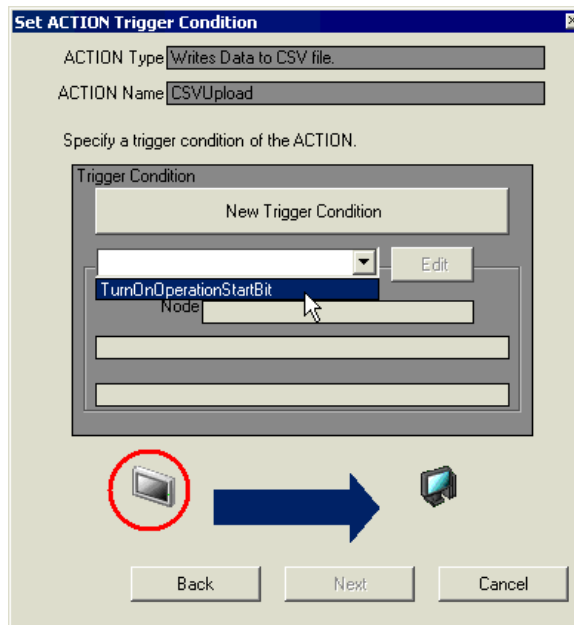 Set ACTION Trigger Condition
ACTION Type Writes Data to CSV file.
ACTION Name CSVUpload
Specify a trigger condition of the ACTION.
Trigger Condition
New Trigger Condition
Edit
TurnOnOperationStartBit
Node
Back Next Cancel